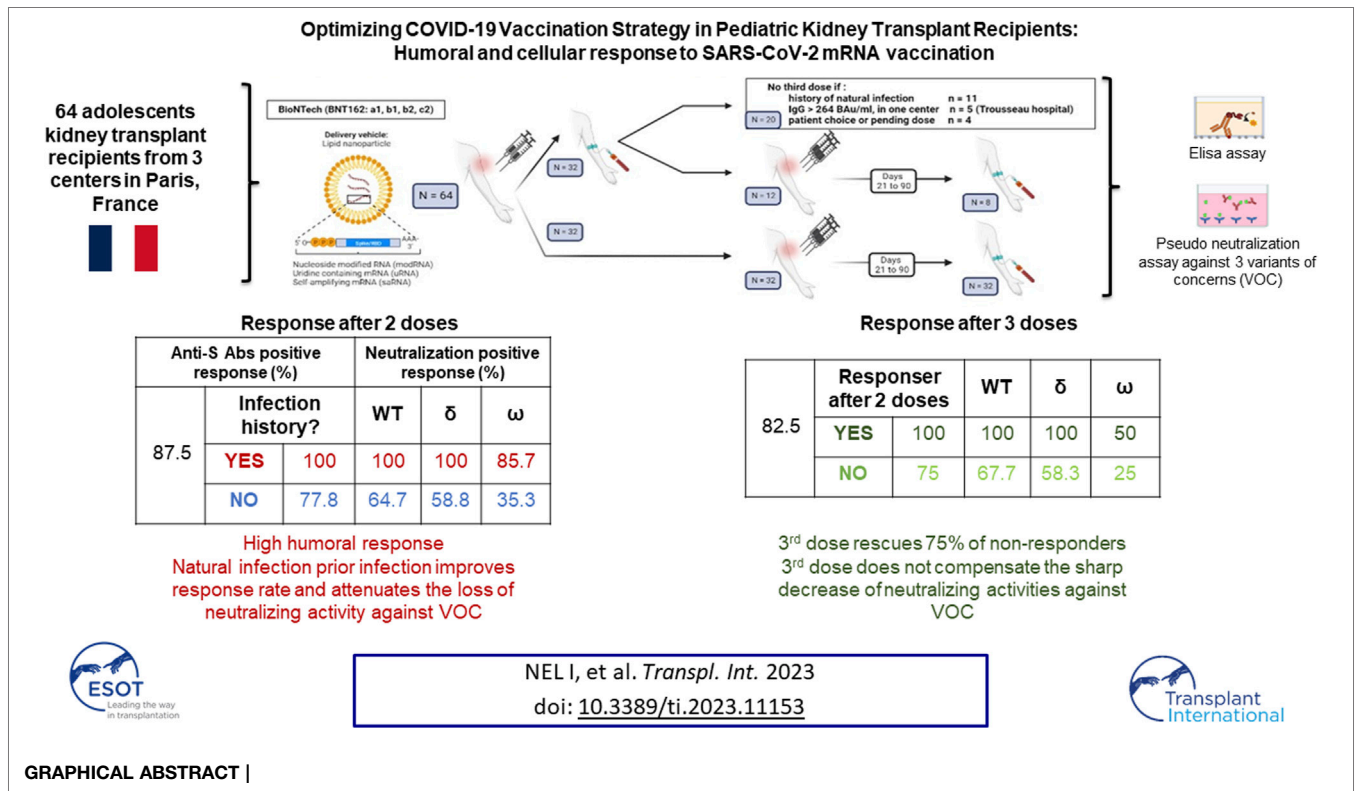 Optimizing COVID-19 Vaccination Strategy in Pediatric Kidney Transplant Recipients:
Humoral and cellular response to SARS-CoV-2 mRNA vaccination
64 adolescents
kidney transplant
recipients from 3
centers in Paris,
France
BioNTech (BNT162: a1, b1, b2, c2)
Delivery vehicle:
Lipid nanoparticle
5'
AAA-
3'
Nucleoside modified RNA (modRNA)
Uridine containing mRNA (uRNA)
Self-amplifying mRNA (saRNA)
N = 64
N = 32
N = 32
No third dose if :
history of natural infection n = 11
IgG > 264 BAu/ml, in one center n = 5 (Trousseau hospital)
patient choice or pending dose n = 4
N = 20
N = 12
Days
21 to 90
N = 8
N = 32
Days
21 to 90
N = 32
Elisa assay
Pseudo neutralization
assay against 3 variants of
concerns (VOC)
Response after 2 doses
Anti-S Abs positive
response (%)
Neutralization positive
response (%)
87.5
Infection
history?
WT δ ω
YES 100 100 100 85.7
NO 77.8 64.7 58.8 35.3
High humoral response
Natural infection prior infection improves
response rate and attenuates the loss of
neutralizing activity against VOC
Response after 3 doses
82.5
Responser
after 2 doses
WT δ ω
YES 100 100 100 50
NO 75 67.7 58.3 25
3rd dose rescues 75% of non-responders
3rd dose does not compensate the sharp
decrease of neutralizing activities against
VOC
ESOT
Leading the way
in transplantation
NEL I, et al. Transpl. Int. 2023
doi: 10.3389/ti.2023.11153
Transplant
International
GRAPHICAL ABSTRACT |